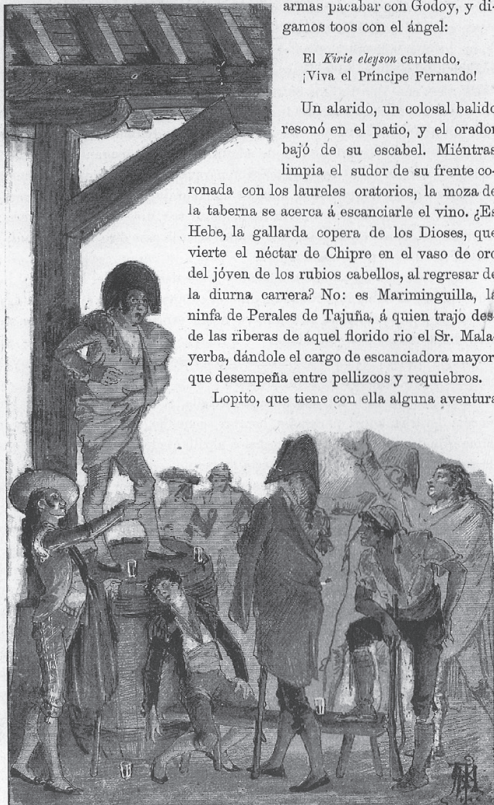 armas pacabar con Godoy, y di-
gamos toos con el ángel:
El Kirie eleyson cantando,
¡Viva el Príncipe Fernando!
Un alarido, un colosal balido
resonó en el patio, y el orador
bajó de su escabel. Miéntras
limpia el sudor de su frente co-
ronada con los laureles oratorios, la moza de
la taberna se acerca á escanciarle el vino. ¿Es
Hebe, la gallarda copera de los Dioses, que
vierte el néctar de Chipre en el vaso de oro
del jóven de los rubios cabellos, al regresar de
la diurna carrera? No: es Mariminguilla, la
ninfa de Perales de Tajuña, á quien trajo des-
de las riberas de aquel florido rio el Sr. Mala-
yerba, dándole el cargo de escanciadora mayor
que desempeña entre pellizcos y requiebros.
Lopito, que tiene con ella alguna aventura